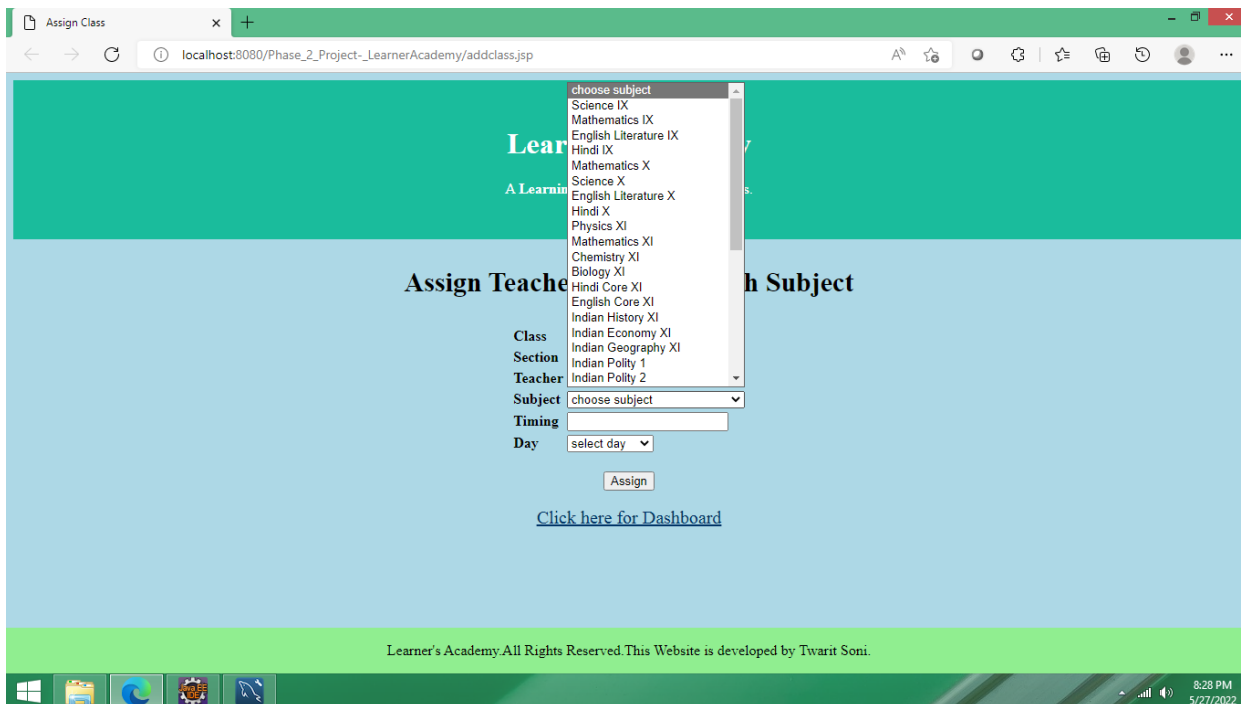 Assign Class
localhost:8080/Phase_2_Project-_LearnerAcademy/addclass.jsp
choose subject
Science IX
Mathematics IX
English Literature IX
Hindi IX
Mathematics X
Science X
English Literature X
Hindi X
Physics XI
Mathematics XI
Chemistry XI
Biology XI
Hindi Core XI
English Core XI
Indian History XI
Indian Economy XI
Indian Geography XI
Indian Polity 1
Indian Polity 2
Lear
A Learnin s.
Assign Teache h Subject
Class
Section
Teacher
Subject choose subject
Timing
Day select day
Assign
Click here for Dashboard
Learner's Academy.All Rights Reserved.This Website is developed by Twarit Soni.
Java EE
IDE
8:28 PM
5/27/2022